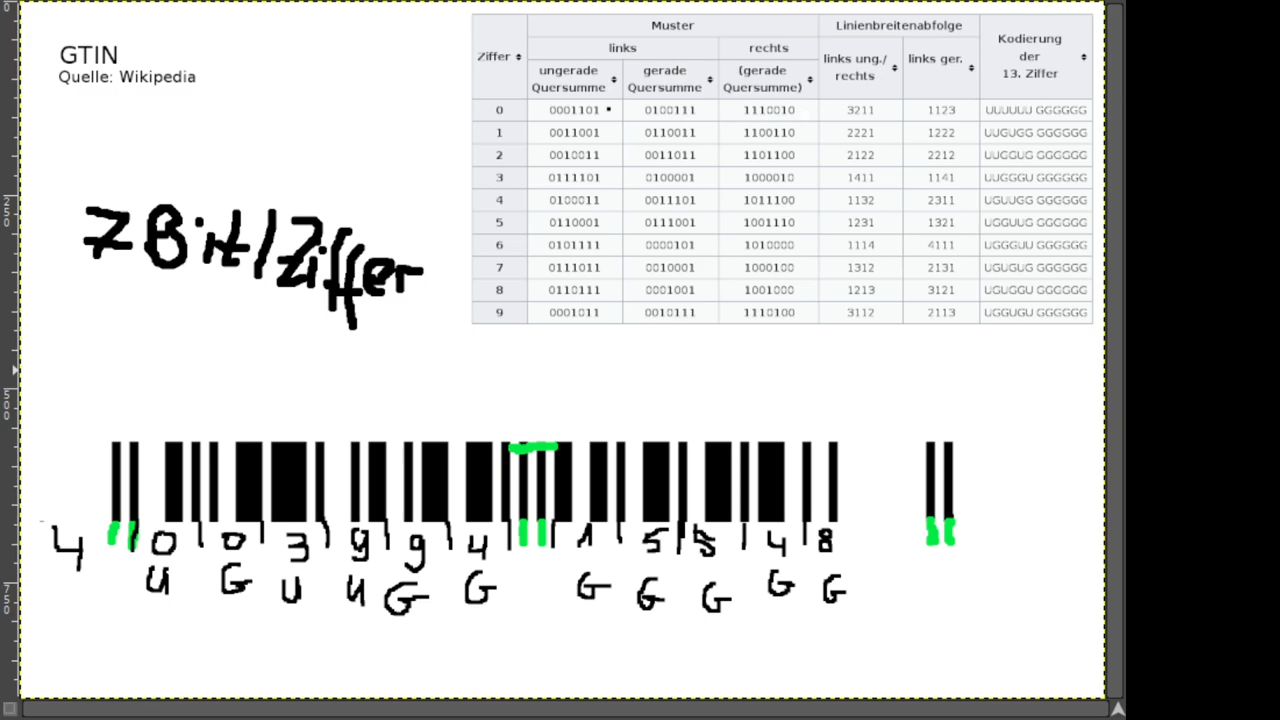 GTIN
Quelle: Wikipedia
Ziffer Muster Linienbreitenabfolge Kodierung der 13. Ziffer
links rechts links ung./ rechts links ger.
ungerade Quersumme gerade Quersumme (gerade Quersumme)
0 0001101 0100111 1110010 3211 1123 UUUUUU GGGGGG
1 0011001 0110011 1100110 2221 1222 UUGUGG GGGGGG
2 0010011 0011011 1101100 2122 2212 UUGGUG GGGGGG
3 0111101 0100001 1000010 1411 1141 UUGGGU GGGGGG
4 0100011 0011101 1011100 1132 2311 UGUUGG GGGGGG
5 0110001 0111001 1001110 1231 1321 UGGUUG GGGGGG
6 0101111 0000101 1010000 1114 4111 UGGGUU GGGGGG
7 0111011 0010001 1000100 1312 2131 UGUGUG GGGGGG
8 0110111 0001001 1001000 1213 3121 UGUGGU GGGGGG
9 0001011 0010111 1110100 3112 2113 UGGUGU GGGGGG
7 Bit/Ziffer
4 0 0 3 9 9 4 1 5 5 4 8
U G U U G G G G G G G
0
250
500
750